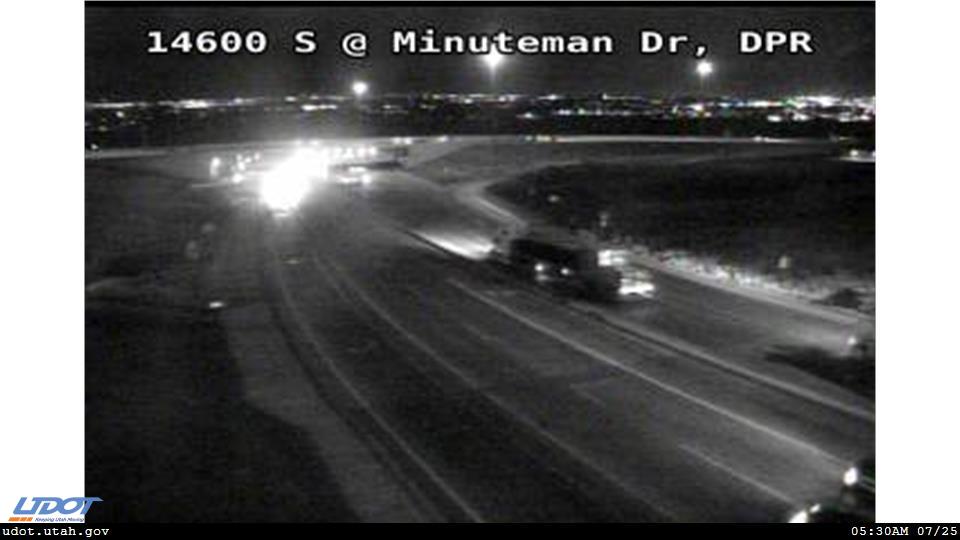 14600 S @ Minuteman Dr, DPR
UDOT
Keeping Utah Moving
udot.utah.gov
05:30AM 07/25